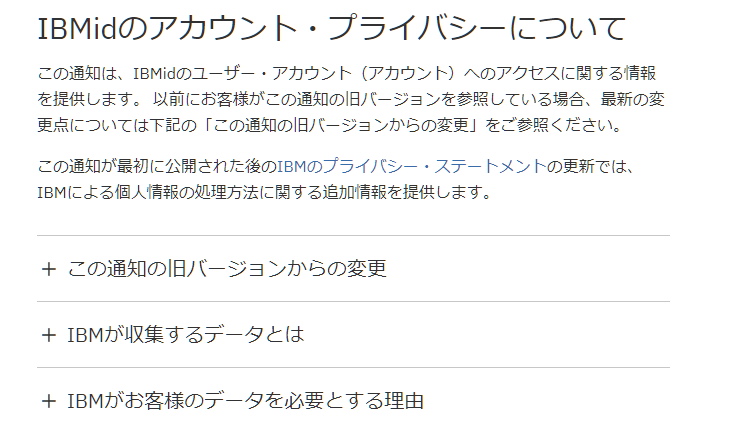 IBMidのアカウント・プライバシーについて
この通知は、IBMidのユーザー・アカウント（アカウント）へのアクセスに関する情報
を提供します。 以前にお客様がこの通知の旧バージョンを参照している場合、最新の変
更点については下記の「この通知の旧バージョンからの変更」をご参照ください。
この通知が最初に公開された後のIBMのプライバシー・ステートメントの更新では、
IBMによる個人情報の処理方法に関する追加情報を提供します。
+ この通知の旧バージョンからの変更
+ IBMが収集するデータとは
+ IBMがお客様のデータを必要とする理由